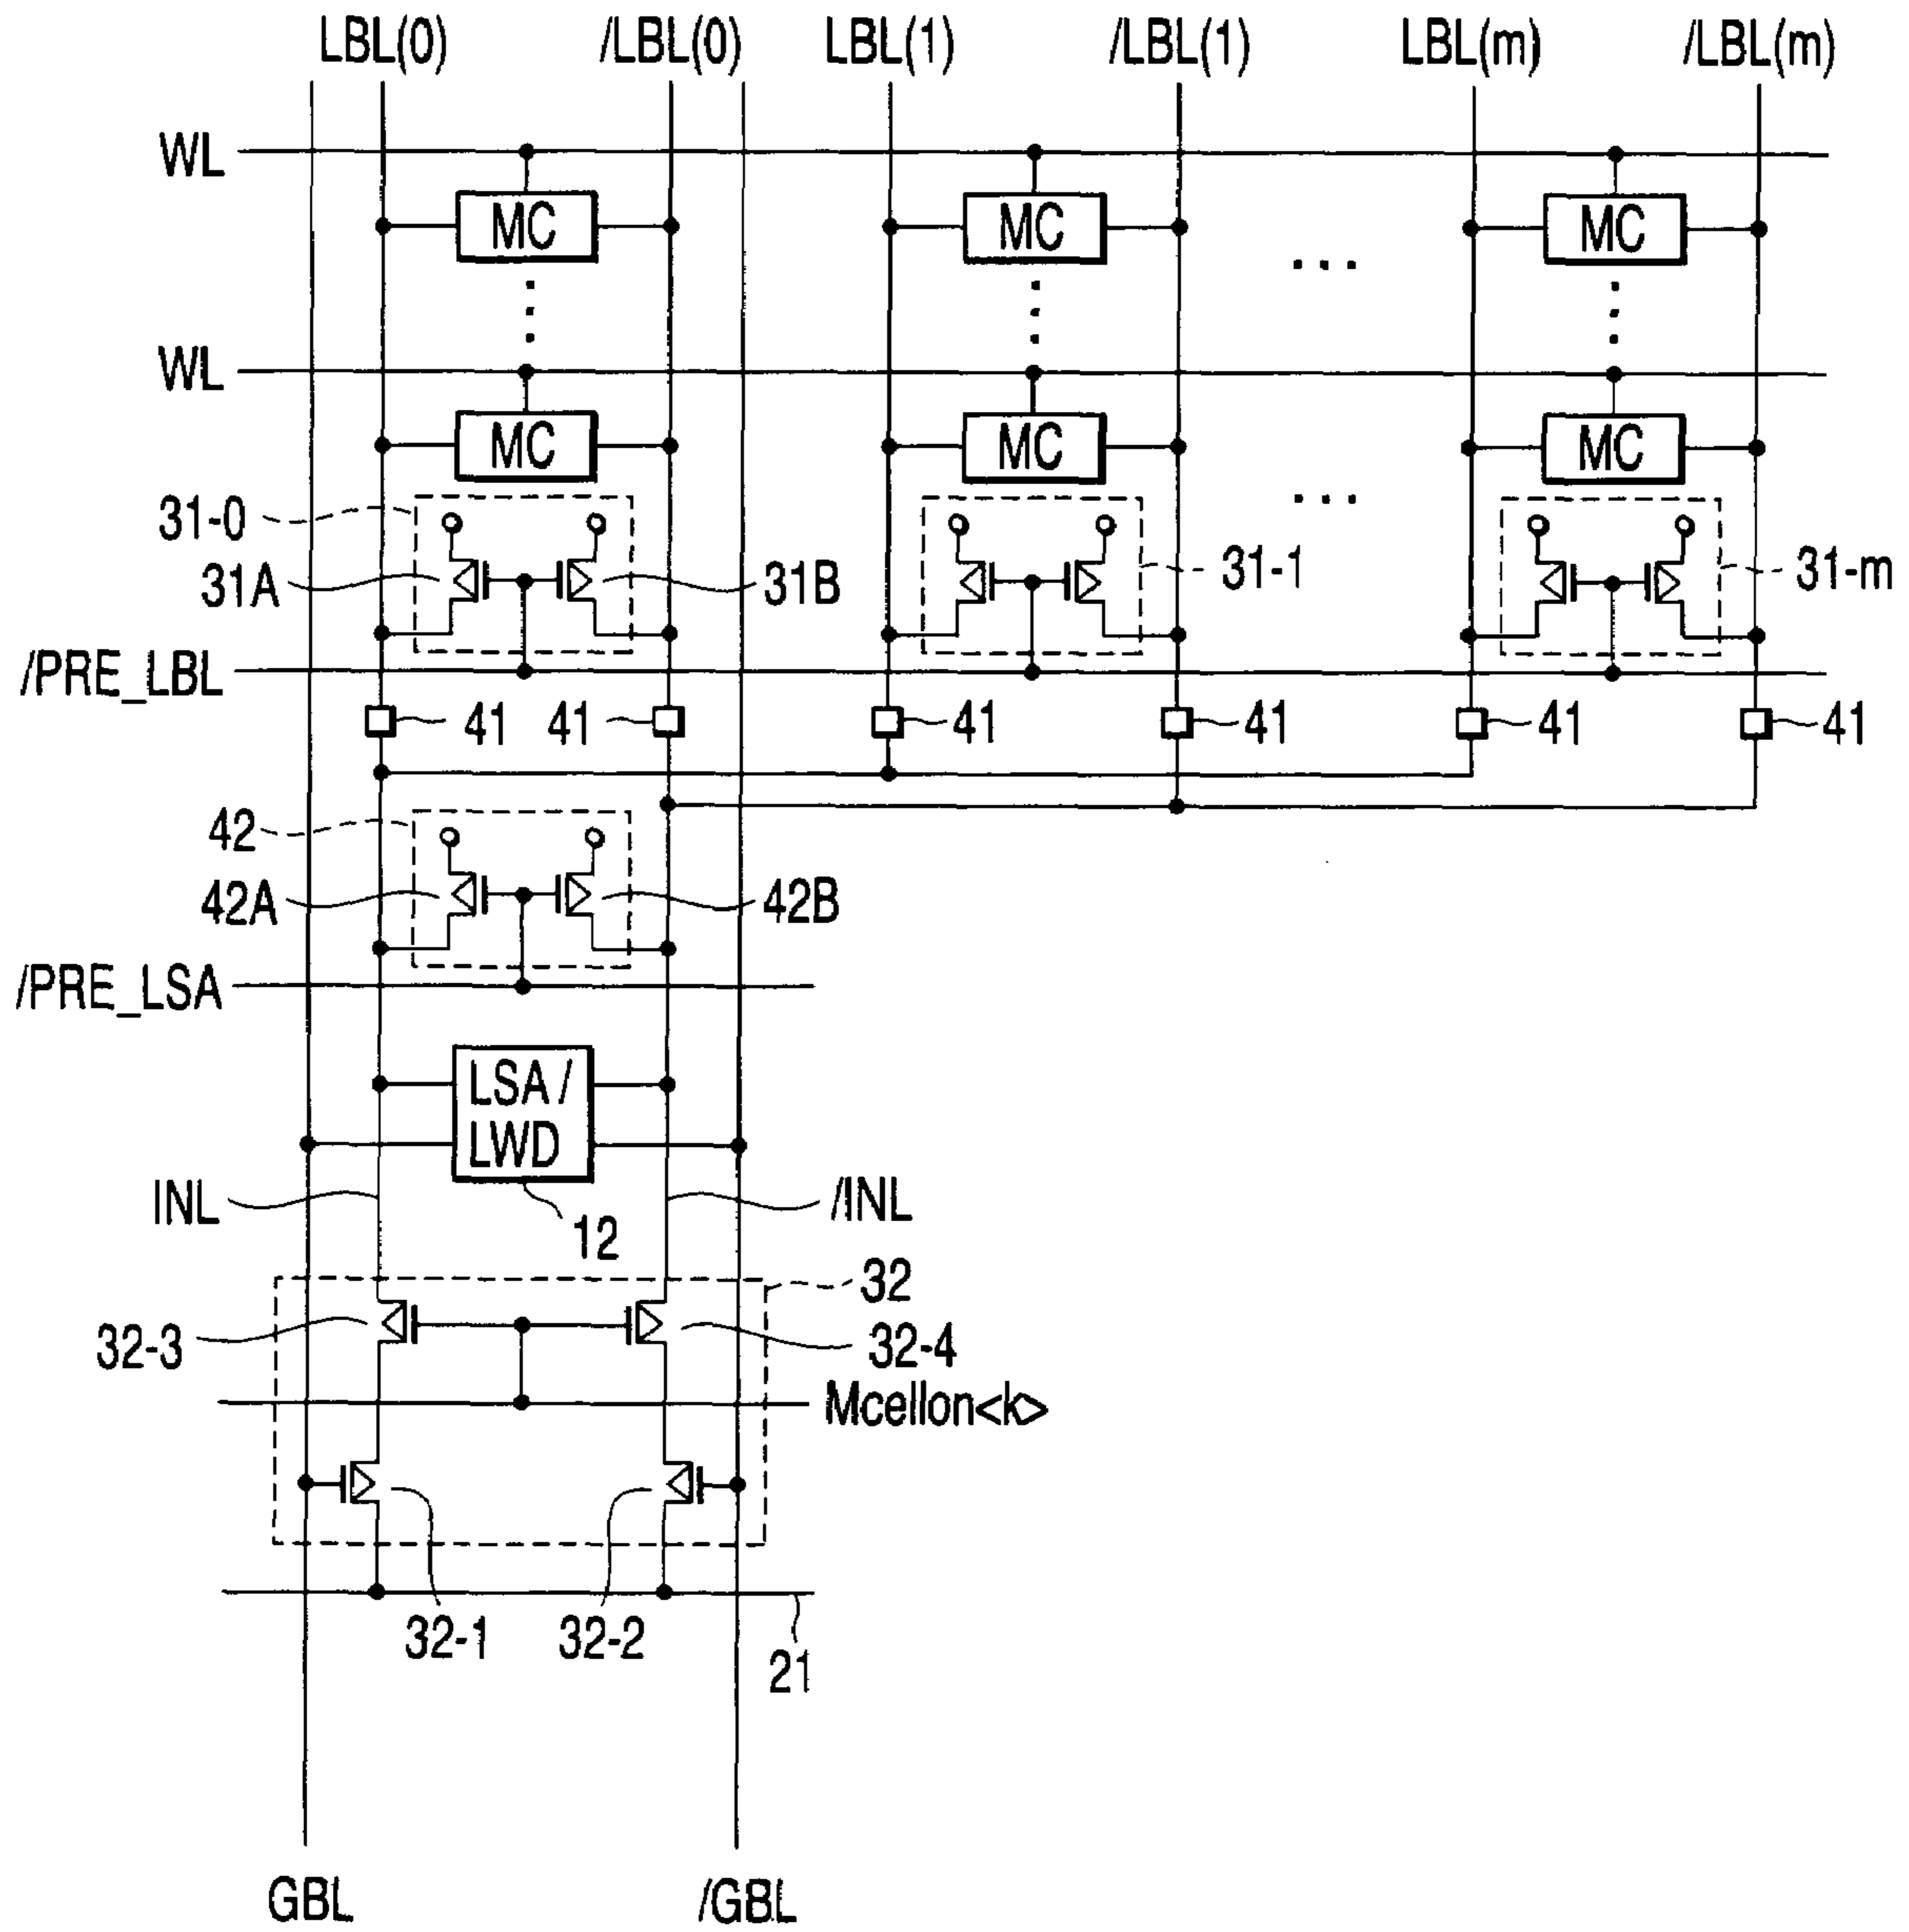 LBL(0) /LBL(0) LBL(1) /LBL(1) LBL(m) /LBL(m)
WL
MC MC MC
WL
MC MC MC
31-0
31A 31B 31-1 31-m
/PRE_LBL
41 41 41 41 41 41
42
42A 42B
/PRE_LSA
LSA /
LWD
INL /INL
12
32
32-3 32-4
Mcellon<k>
32-1 32-2
21
GBL /GBL